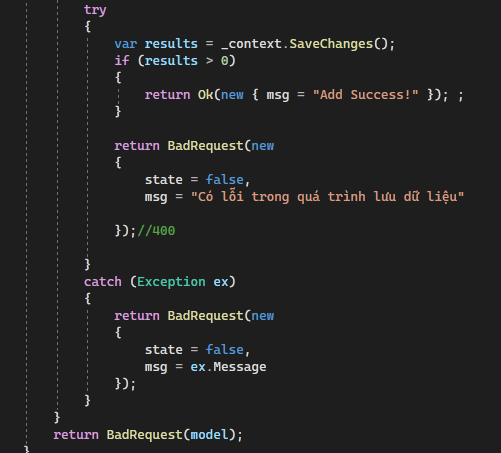 try
{
var results = _context.SaveChanges();
if (results > 0)
{
return Ok(new { msg = "Add Success!" }); ;
}
return BadRequest(new
{
state = false,
msg = "Có lỗi trong quá trình lưu dữ liệu"
});//400
}
catch (Exception ex)
{
return BadRequest(new
{
state = false,
msg = ex.Message
});
}
}
return BadRequest(model);
}